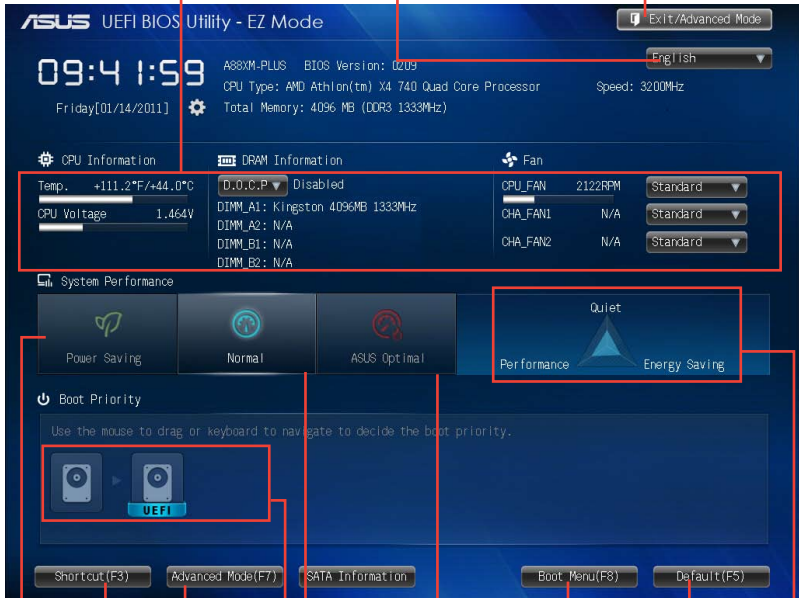 ASUS UEFI BIOS Utility - EZ Mode
Exit/Advanced Mode
English
09:41:59
Friday[01/14/2011]
A88XM-PLUS BIOS Version: 0209
CPU Type: AMD Athlon(tm) X4 740 Quad Core Processor Speed: 3200MHz
Total Memory: 4096 MB (DDR3 1333MHz)
CPU Information
Temp. +111.2°F/+44.0°C
CPU Voltage 1.464V
DRAM Information
D.O.C.P Disabled
DIMM_A1: Kingston 4096MB 1333MHz
DIMM_A2: N/A
DIMM_B1: N/A
DIMM_B2: N/A
Fan
CPU_FAN 2122RPM Standard
CHA_FAN1 N/A Standard
CHA_FAN2 N/A Standard
System Performance
Power Saving
Normal
ASUS Optimal
Quiet
Performance
Energy Saving
Boot Priority
Use the mouse to drag or keyboard to navigate to decide the boot priority.
UEFI
Shortcut(F3)
Advanced Mode(F7)
SATA Information
Boot Menu(F8)
Default(F5)